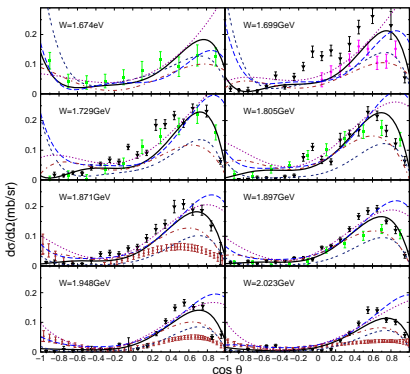 W=1.674eV W=1.699GeV
0.2
0.1
0
W=1.729GeV W=1.805GeV
0.2
0.1
0
W=1.871GeV W=1.897GeV
0.2
0.1
0
W=1.948GeV W=2.023GeV
0.2
0.1
0
-1 -0.8 -0.6 -0.4 -0.2 0 0.2 0.4 0.6 0.8 -1 -0.8 -0.6 -0.4 -0.2 0 0.2 0.4 0.6 0.8 1
cos θ
dσ/dΩ(mb/sr)